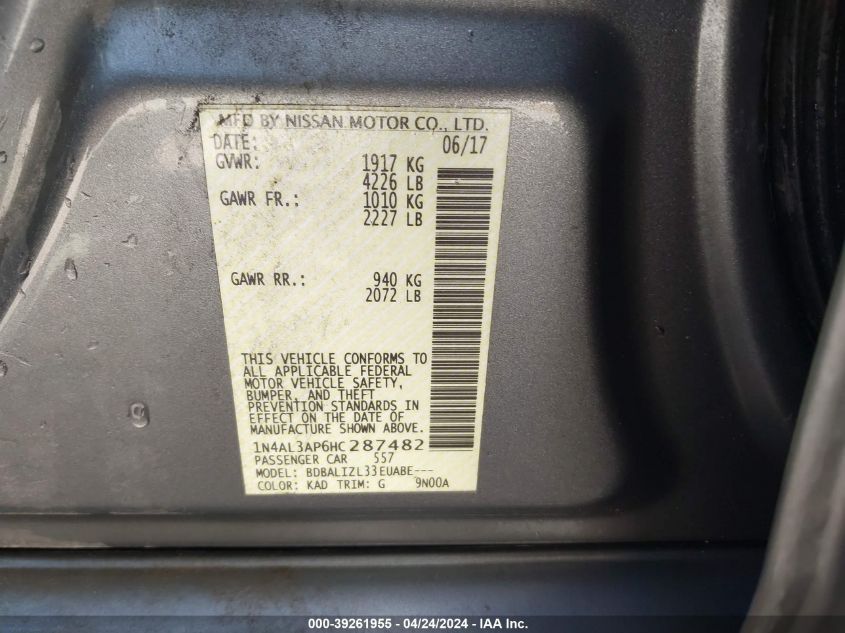 MFD BY NISSAN MOTOR CO., LTD.
DATE: 06/17
GVWR: 1917 KG
4226 LB
GAWR FR.: 1010 KG
2227 LB
GAWR RR.: 940 KG
2072 LB
THIS VEHICLE CONFORMS TO
ALL APPLICABLE FEDERAL
MOTOR VEHICLE SAFETY,
BUMPER, AND THEFT
PREVENTION STANDARDS IN
EFFECT ON THE DATE OF
MANUFACTURE SHOWN ABOVE.
1N4AL3AP6HC287482
PASSENGER CAR 557
MODEL: BDBALIZL33EUABE---
COLOR: KAD TRIM: G 9N00A
000-39261955 - 04/24/2024 - IAA Inc.